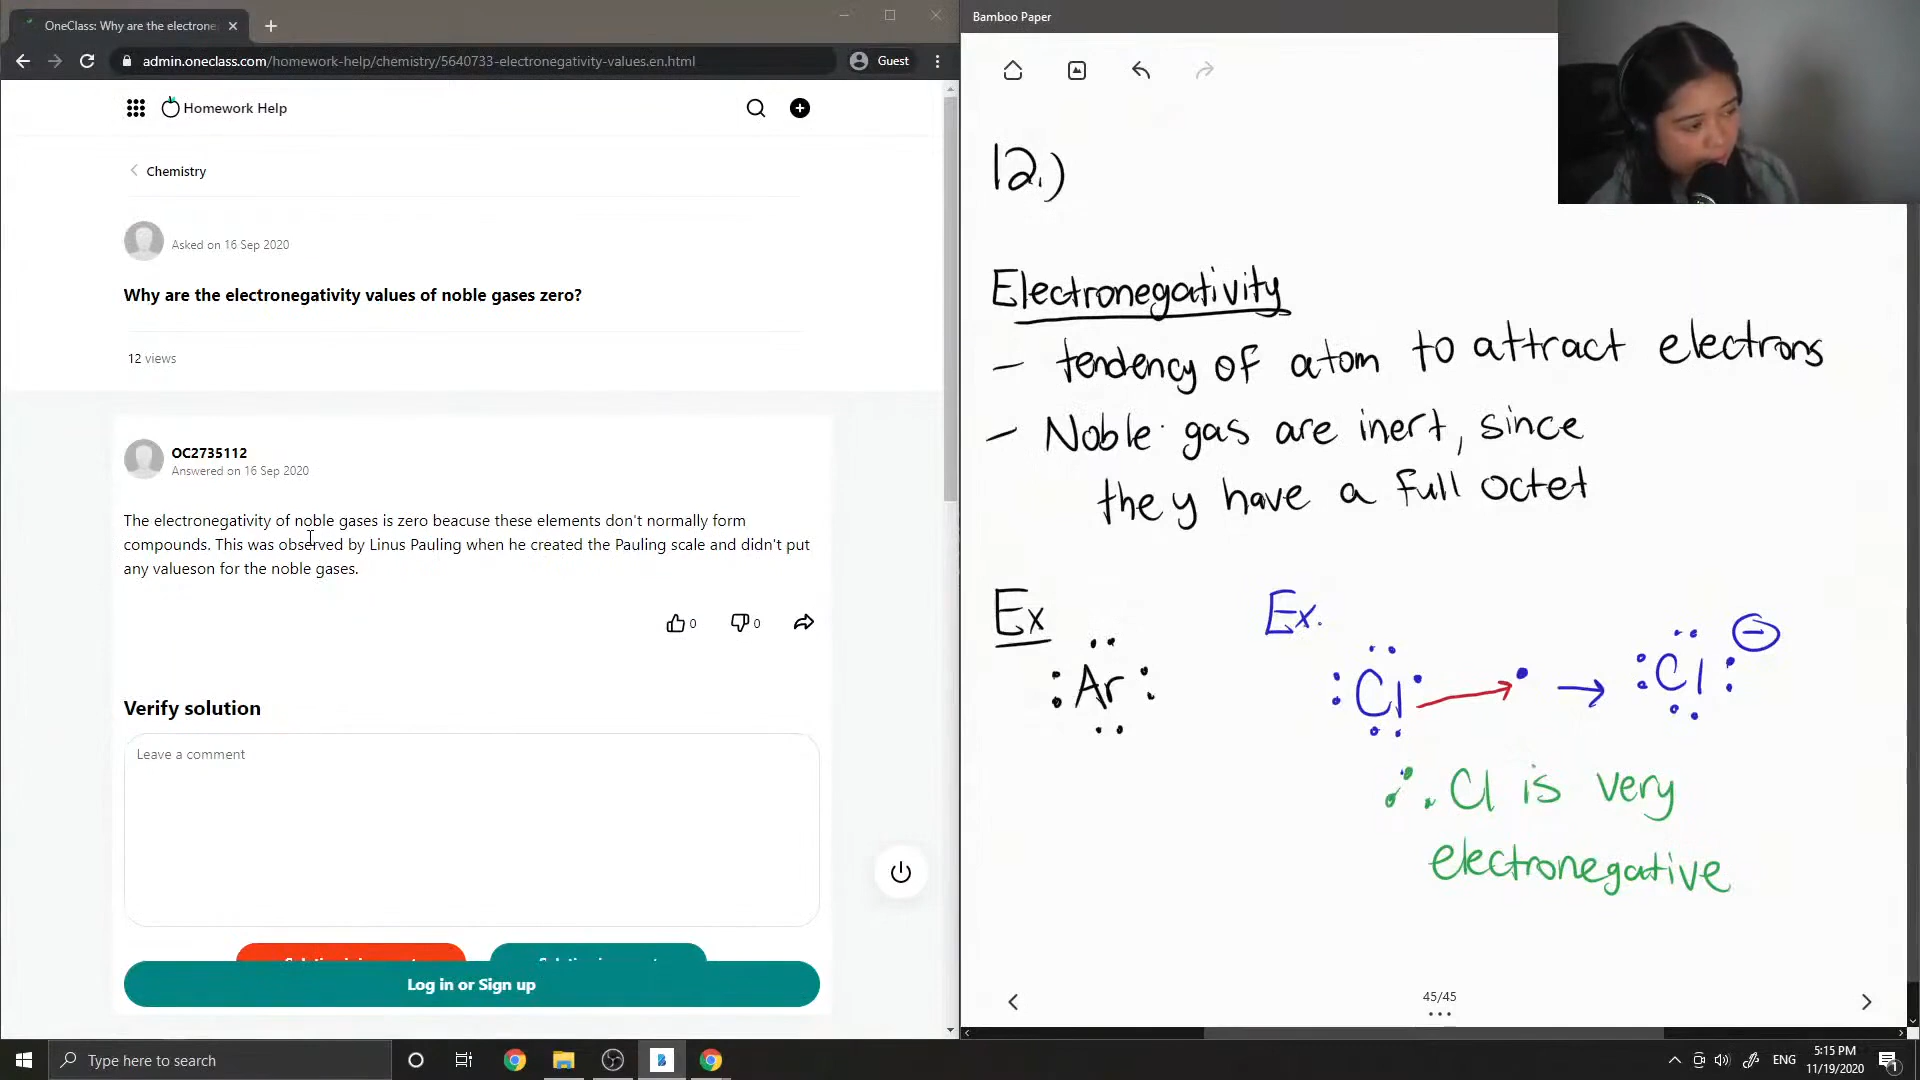 OneClass: Why are the electrone
admin.oneclass.com/homework-help/chemistry/5640733-electronegativity-values.en.html
Guest
Homework Help
Chemistry
Asked on 16 Sep 2020
Why are the electronegativity values of noble gases zero?
12 views
OC2735112
Answered on 16 Sep 2020
The electronegativity of noble gases is zero beacuse these elements don't normally form
compounds. This was observed by Linus Pauling when he created the Pauling scale and didn't put
any valueson for the noble gases.
0
0
Verify solution
Leave a comment
Log in or Sign up
Bamboo Paper
12.)
Electronegativity
– tendency of atom to attract electrons
– Noble gas are inert, since
they have a full octet
Ex
Ar
Ex.
Cl → → Cl ⊖
∴ Cl is very
electronegative
45/45
Type here to search
ENG
5:15 PM
11/19/2020
1